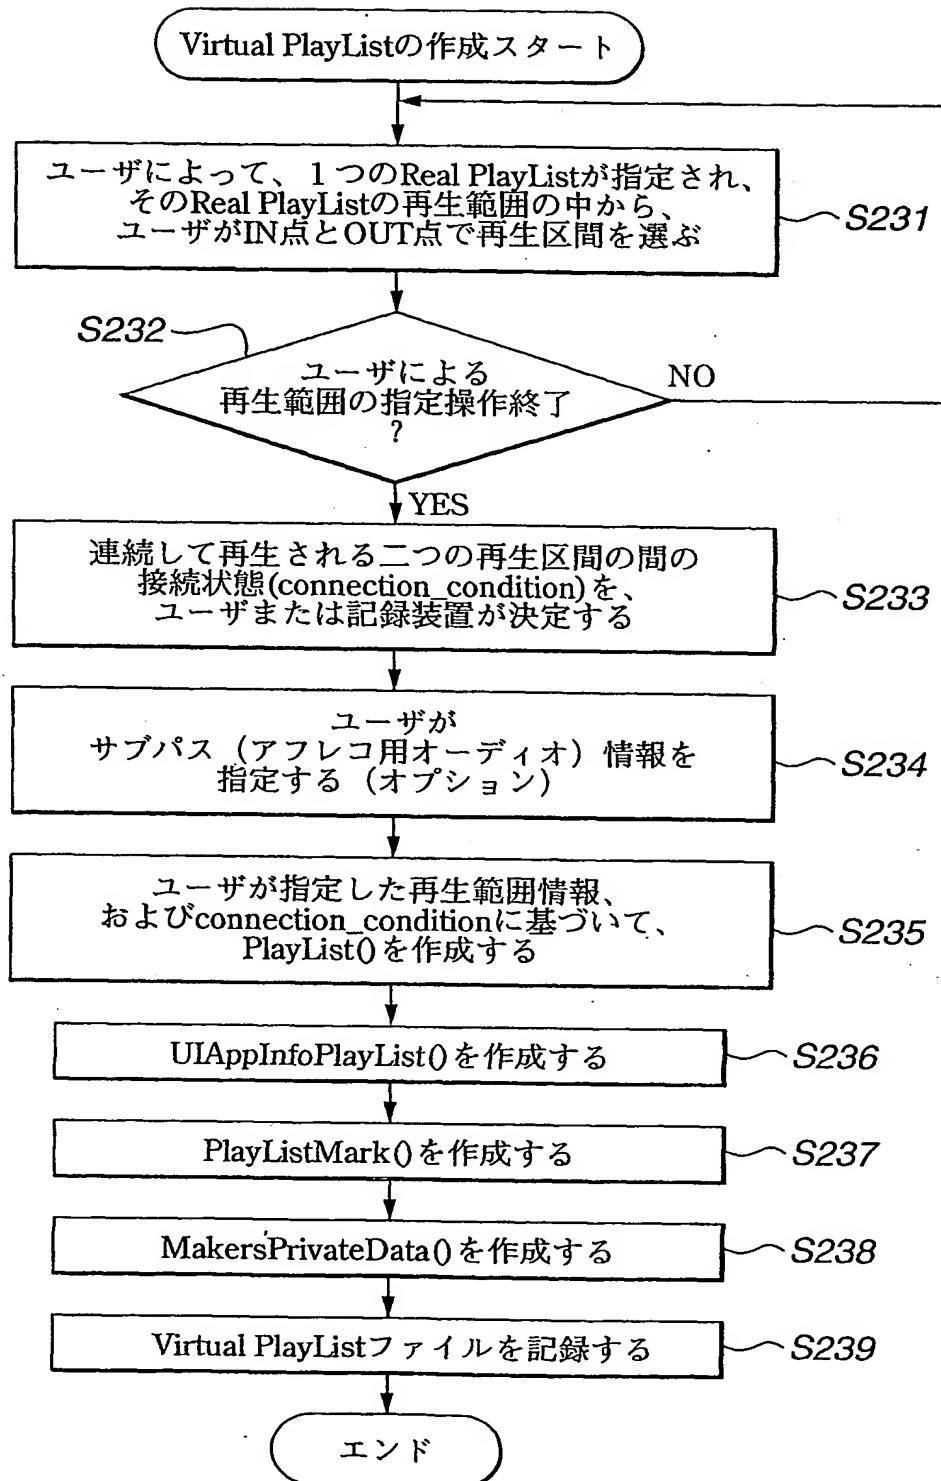 Virtual PlayListの作成スタート
ユーザによって、１つのReal PlayListが指定され、
そのReal PlayListの再生範囲の中から、
ユーザがIN点とOUT点で再生区間を選ぶ
S231
S232
ユーザによる
再生範囲の指定操作終了
?
NO
YES
連続して再生される二つの再生区間の間の
接続状態(connection_condition)を、
ユーザまたは記録装置が決定する
S233
ユーザが
サブパス（アフレコ用オーディオ）情報を
指定する（オプション）
S234
ユーザが指定した再生範囲情報、
およびconnection_conditionに基づいて、
PlayList()を作成する
S235
UIAppInfoPlayList()を作成する
S236
PlayListMark()を作成する
S237
MakersPrivateData()を作成する
S238
Virtual PlayListファイルを記録する
S239
エンド